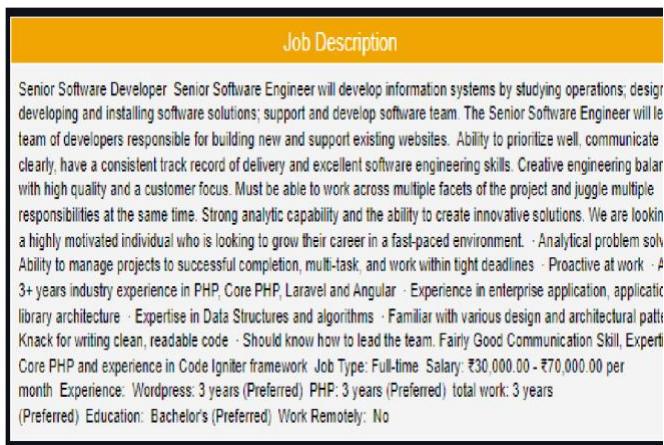 Job Description
Senior Software Developer Senior Software Engineer will develop information systems by studying operations; design
developing and installing software solutions; support and develop software team. The Senior Software Engineer will le
team of developers responsible for building new and support existing websites. Ability to prioritize well, communicate
clearly, have a consistent track record of delivery and excellent software engineering skills. Creative engineering balan
with high quality and a customer focus. Must be able to work across multiple facets of the project and juggle multiple
responsibilities at the same time. Strong analytic capability and the ability to create innovative solutions. We are lookin
a highly motivated individual who is looking to grow their career in a fast-paced environment. · Analytical problem solv
Ability to manage projects to successful completion, multi-task, and work within tight deadlines · Proactive at work · A
3+ years industry experience in PHP, Core PHP, Laravel and Angular · Experience in enterprise application, applicatio
library architecture · Expertise in Data Structures and algorithms · Familiar with various design and architectural patte
Knack for writing clean, readable code · Should know how to lead the team. Fairly Good Communication Skill, Experti
Core PHP and experience in Code Igniter framework Job Type: Full-time Salary: ₹30,000.00 - ₹70,000.00 per
month Experience: Wordpress: 3 years (Preferred) PHP: 3 years (Preferred) total work: 3 years
(Preferred) Education: Bachelor's (Preferred) Work Remotely: No